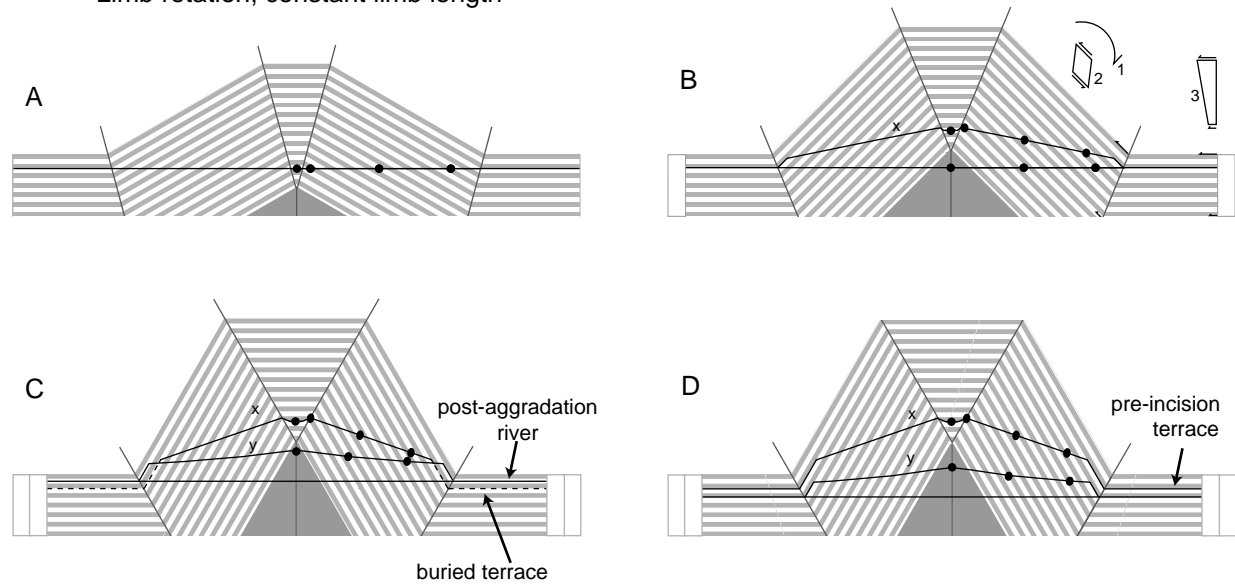 Limb rotation, constant limb length
A
B
x
1
2
3
C
x
y
post-aggradation
river
buried terrace
D
x
y
pre-incision
terrace